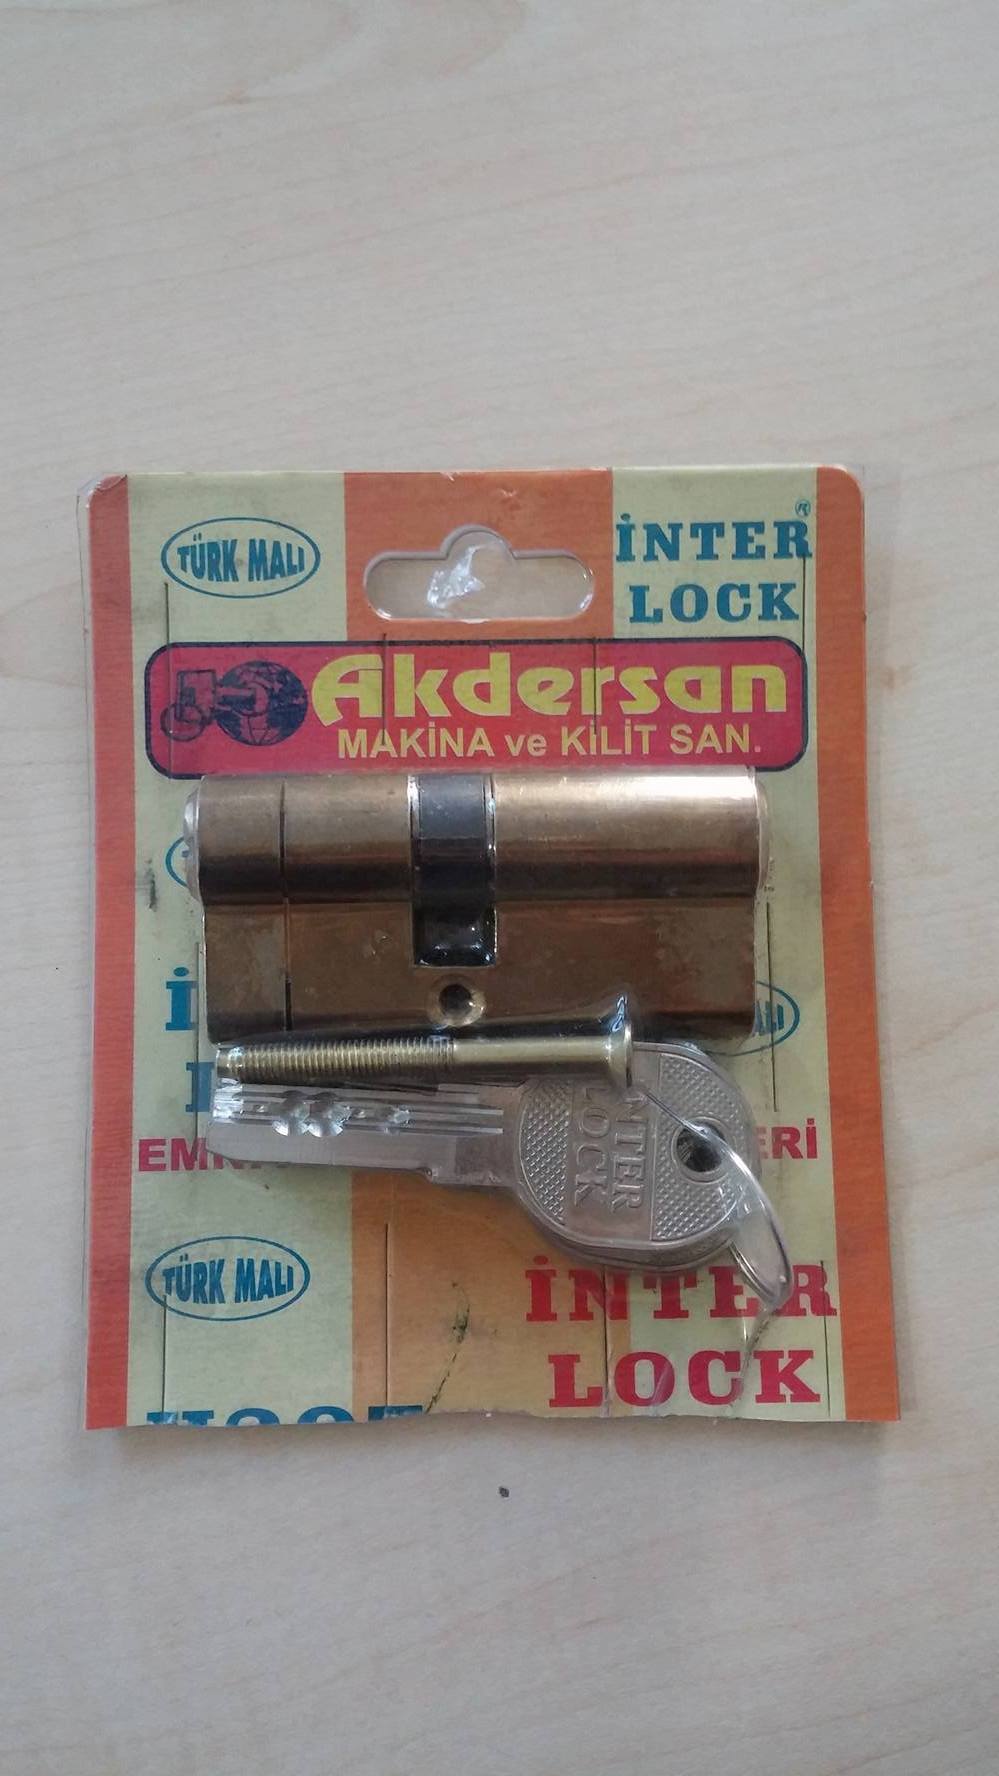 TÜRK MALI
İNTER ®
LOCK
Akdersan
MAKİNA ve KİLİT SAN.
INTER
LOCK
TÜRK MALI
İNTER
LOCK